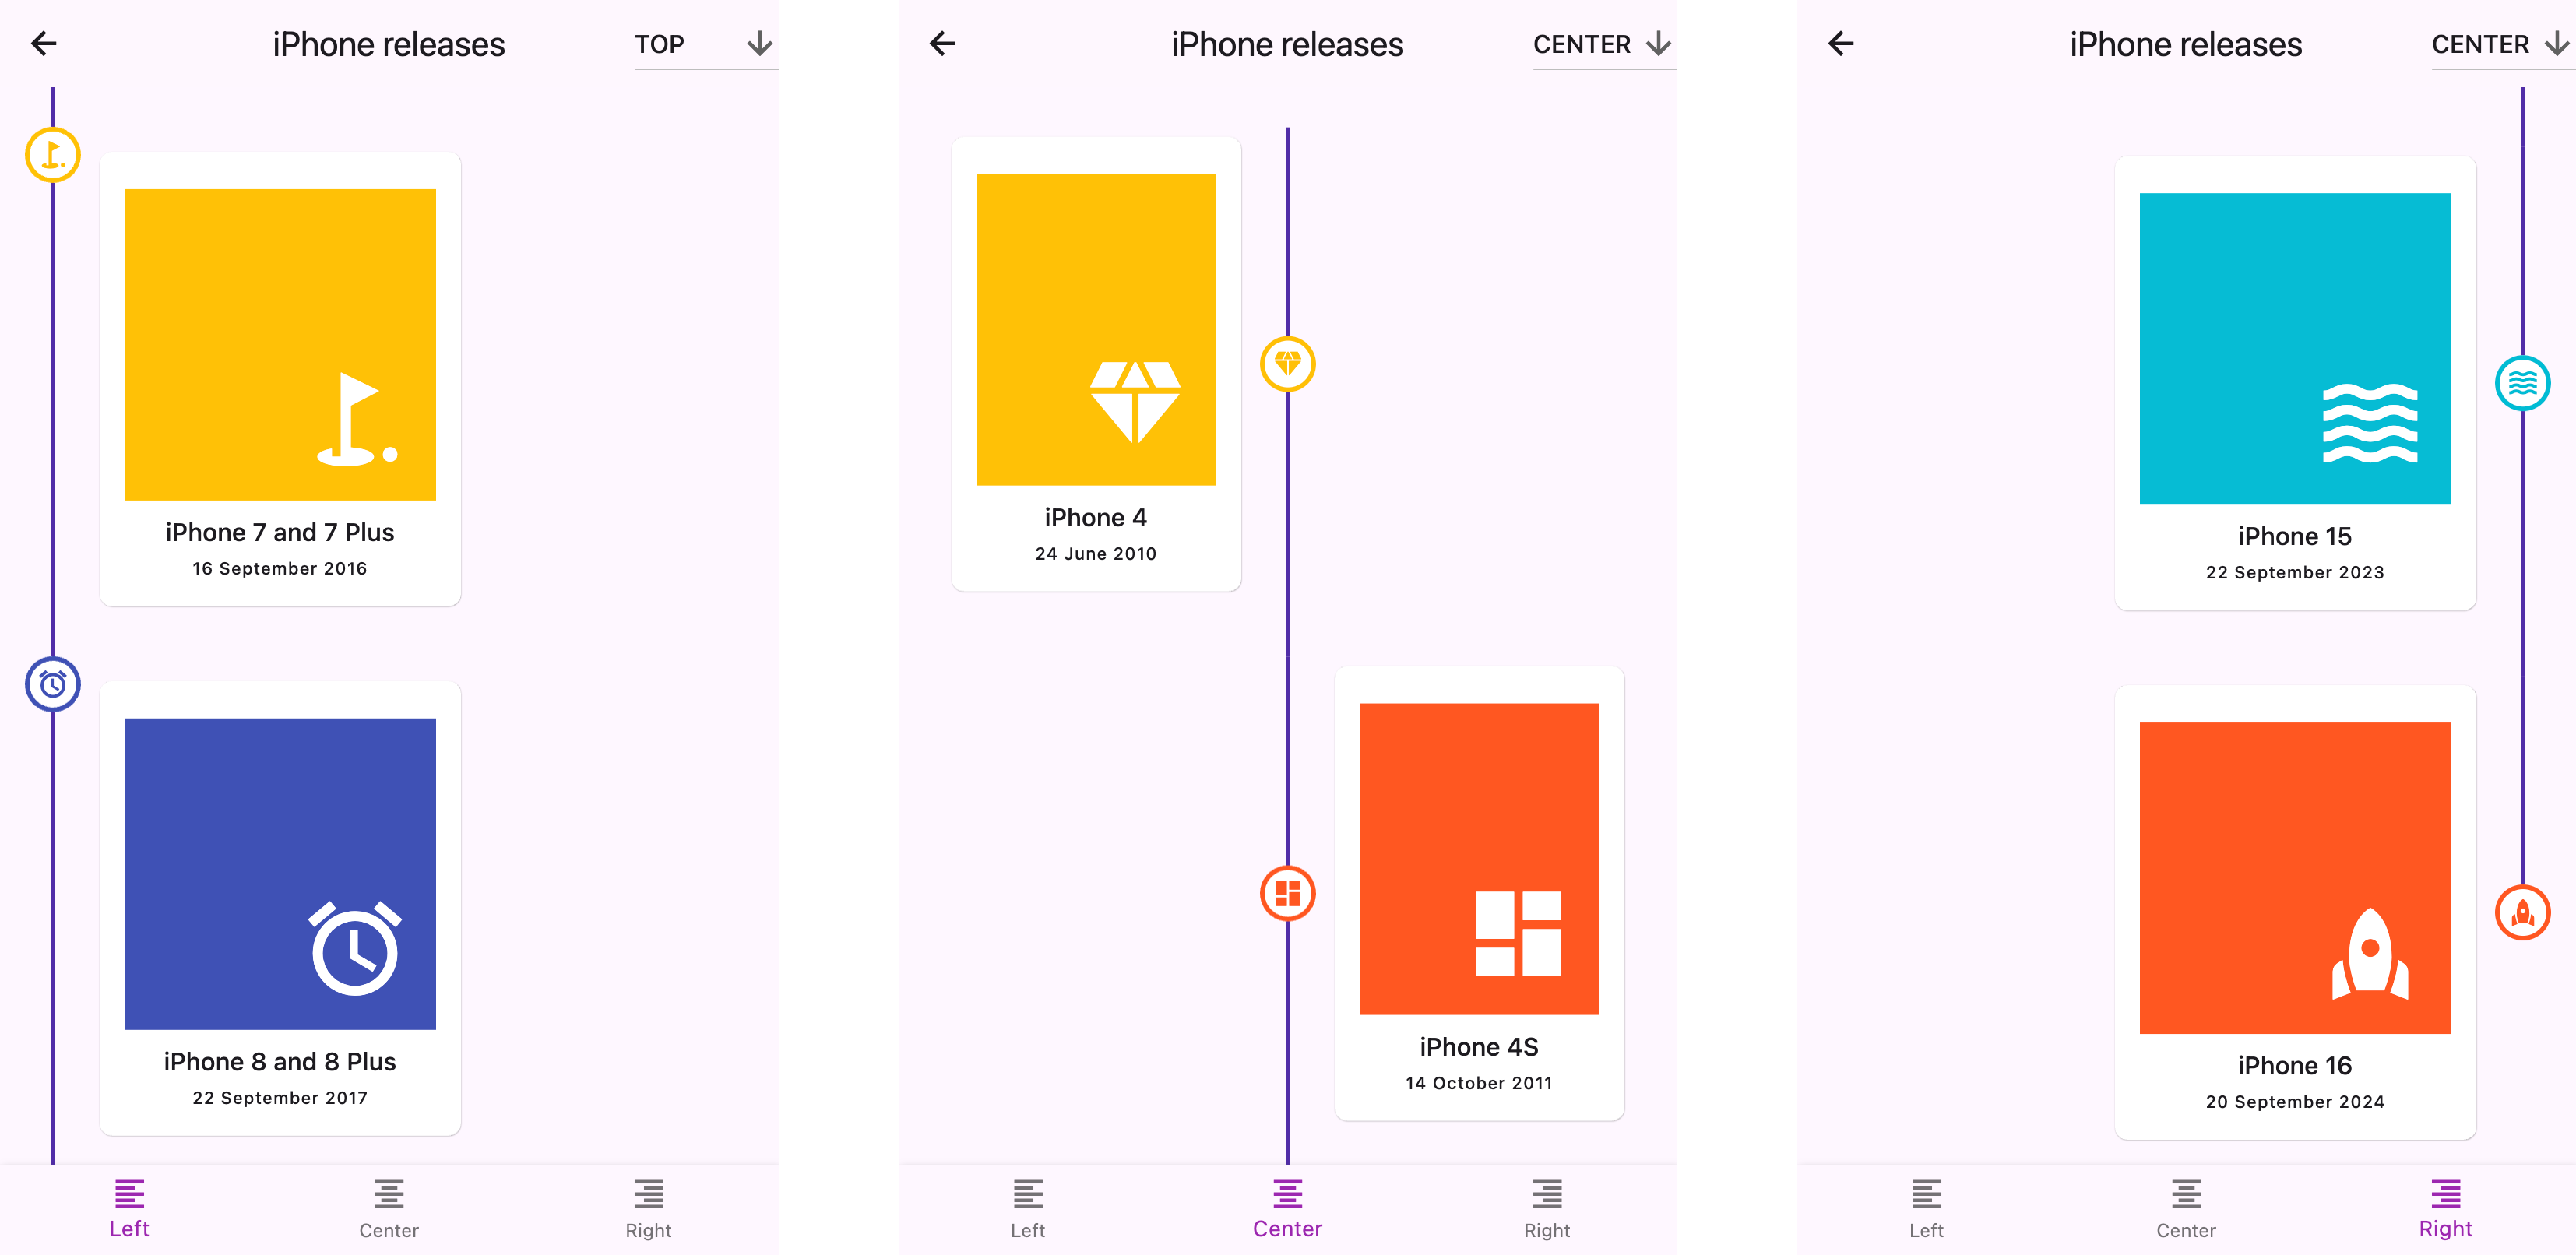 iPhone releases
TOP
iPhone 7 and 7 Plus
16 September 2016
iPhone 8 and 8 Plus
22 September 2017
Left
Center
Right
iPhone releases
CENTER
iPhone 4
24 June 2010
iPhone 4S
14 October 2011
Left
Center
Right
iPhone releases
CENTER
iPhone 15
22 September 2023
iPhone 16
20 September 2024
Left
Center
Right